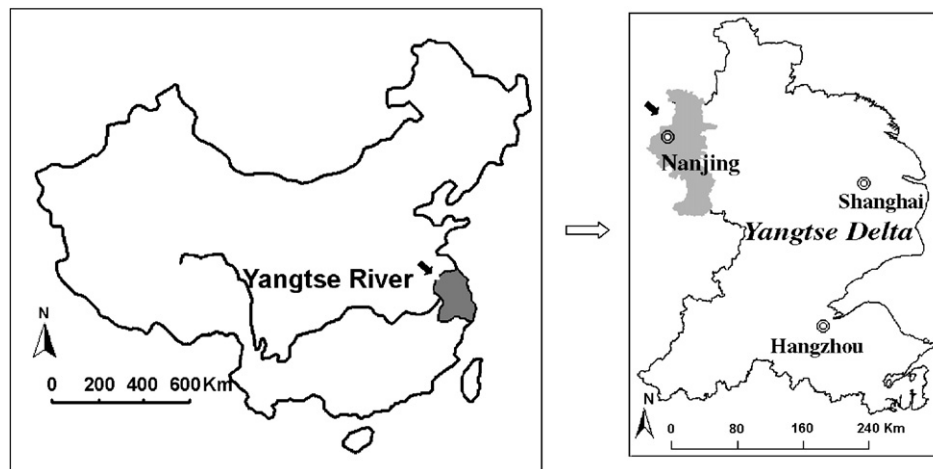 Yangtse River
N
0 200 400 600 Km
Nanjing
Shanghai
Yangtse Delta
Hangzhou
N
0 80 160 240 Km